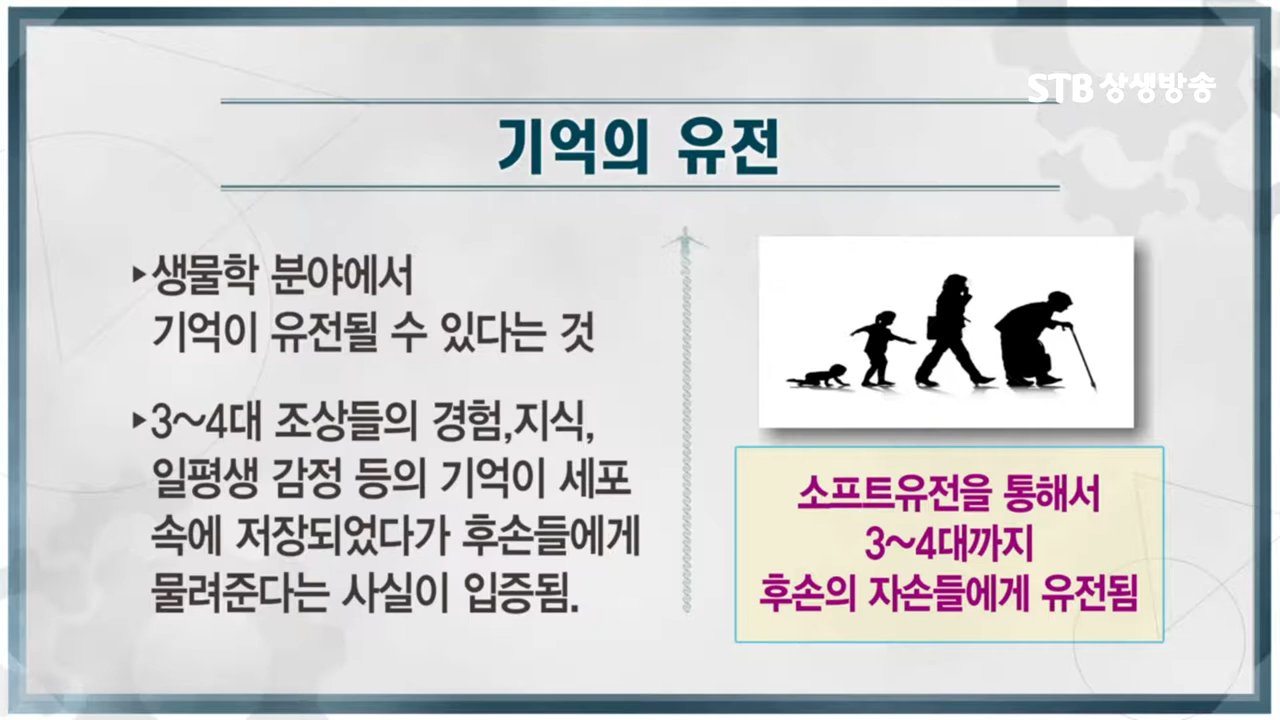 STB 상생방송
기억의 유전
▸생물학 분야에서
기억이 유전될 수 있다는 것
▸3~4대 조상들의 경험,지식,
일평생 감정 등의 기억이 세포
속에 저장되었다가 후손들에게
물려준다는 사실이 입증됨.
소프트유전을 통해서
3~4대까지
후손의 자손들에게 유전됨